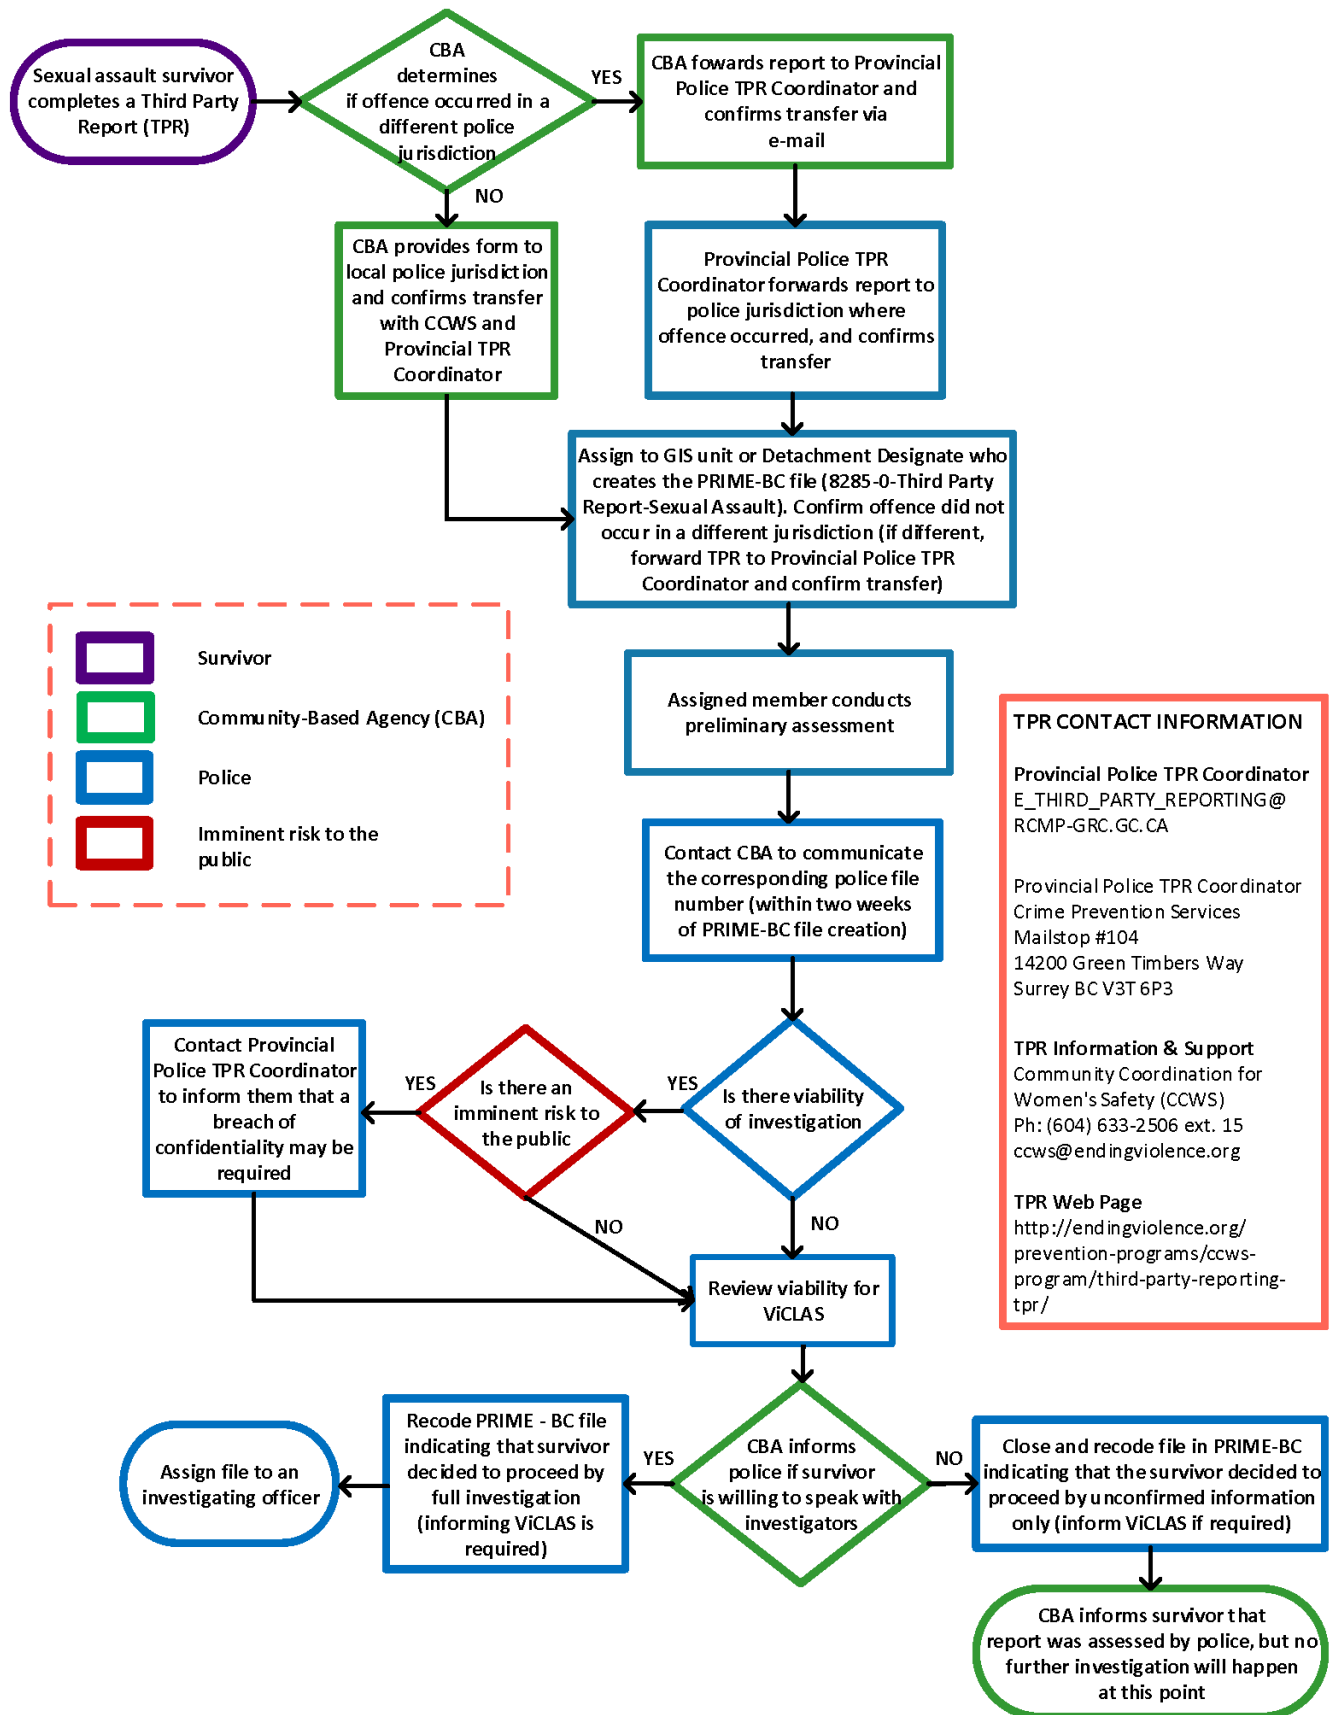 Sexual assault survivor
completes a Third Party
Report (TPR)
CBA
determines
if offence occurred in a
different police
jurisdiction
YES
CBA fowards report to Provincial
Police TPR Coordinator and
confirms transfer via
e-mail
NO
CBA provides form to
local police jurisdiction
and confirms transfer
with CCWS and
Provincial TPR
Coordinator
Provincial Police TPR
Coordinator forwards report to
police jurisdiction where
offence occurred, and confirms
transfer
Assign to GIS unit or Detachment Designate who
creates the PRIME-BC file (8285-0-Third Party
Report-Sexual Assault). Confirm offence did not
occur in a different jurisdiction (if different,
forward TPR to Provincial Police TPR
Coordinator and confirm transfer)
Survivor
Community-Based Agency (CBA)
Police
Imminent risk to the
public
Assigned member conducts
preliminary assessment
Contact CBA to communicate
the corresponding police file
number (within two weeks
of PRIME-BC file creation)
TPR CONTACT INFORMATION
Provincial Police TPR Coordinator
E_THIRD_PARTY_REPORTING@
RCMP-GRC.GC.CA
Provincial Police TPR Coordinator
Crime Prevention Services
Mailstop #104
14200 Green Timbers Way
Surrey BC V3T 6P3
TPR Information & Support
Community Coordination for
Women's Safety (CCWS)
Ph: (604) 633-2506 ext. 15
ccws@endingviolence.org
TPR Web Page
http://endingviolence.org/
prevention-programs/ccws-
program/third-party-reporting-
tpr/
Is there viability
of investigation
YES
Is there an
imminent risk to
the public
YES
Contact Provincial
Police TPR Coordinator
to inform them that a
breach of
confidentiality may be
required
NO
NO
Review viability for
ViCLAS
CBA informs
police if survivor
is willing to speak with
investigators
YES
Recode PRIME - BC file
indicating that survivor
decided to proceed by
full investigation
(informing ViCLAS is
required)
Assign file to an
investigating officer
NO
Close and recode file in PRIME-BC
indicating that the survivor decided to
proceed by unconfirmed information
only (inform ViCLAS if required)
CBA informs survivor that
report was assessed by police, but no
further investigation will happen
at this point